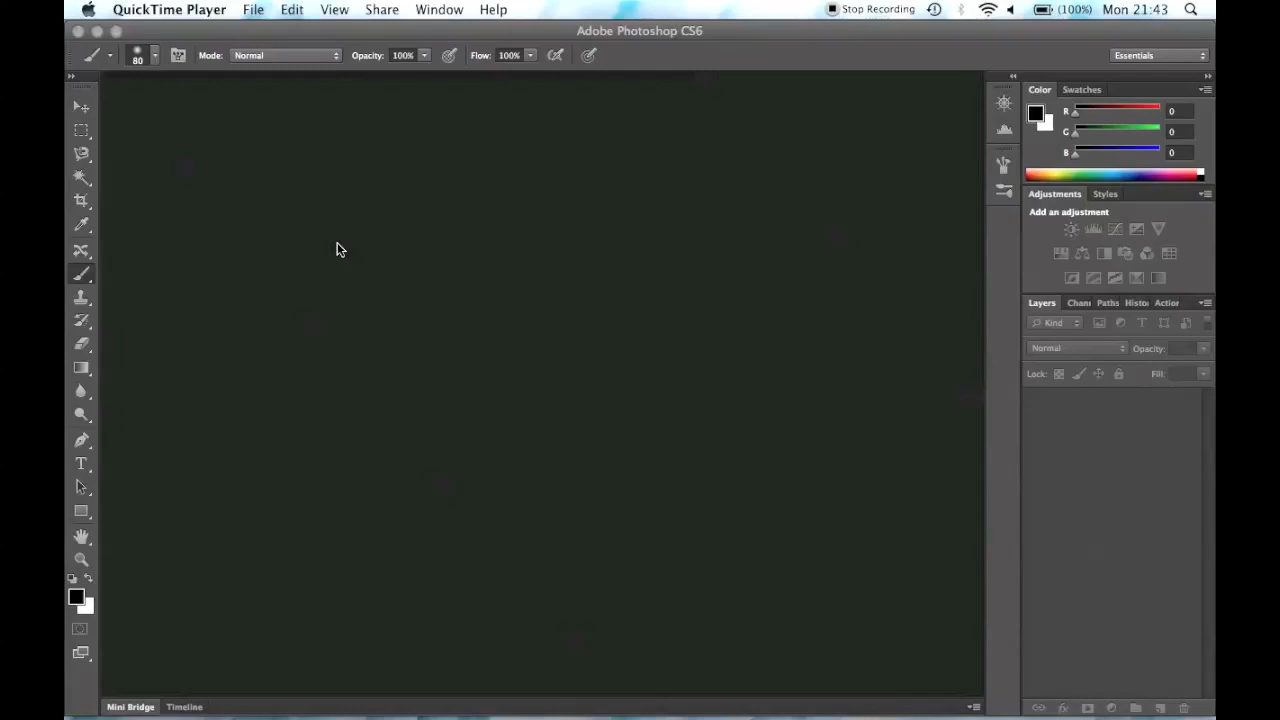 QuickTime Player File Edit View Share Window Help Stop Recording (100%) Mon 21:43
Adobe Photoshop CS6
80 Mode: Normal Opacity: 100% Flow: 100% Essentials
Color Swatches
R 0
G 0
B 0
Adjustments Styles
Add an adjustment
Layers Chann Paths Histo Action
Kind
Normal Opacity:
Lock: Fill:
Mini Bridge Timeline